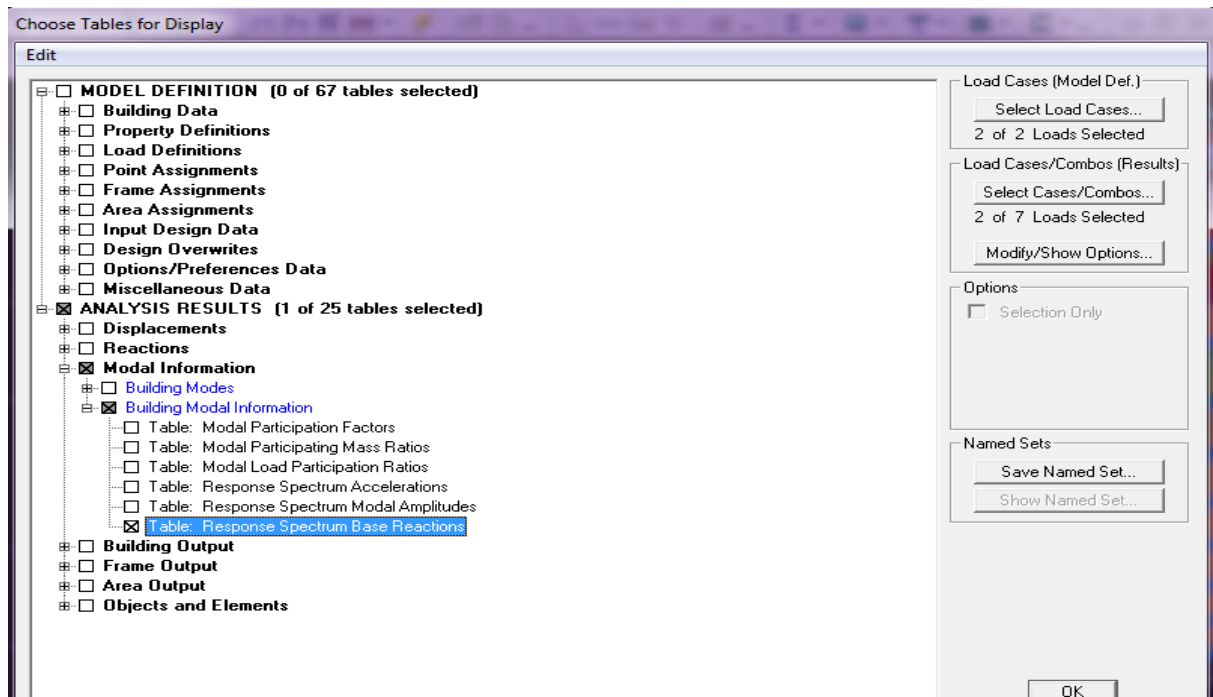 Choose Tables for Display
Edit
MODEL DEFINITION (0 of 67 tables selected)
Building Data
Property Definitions
Load Definitions
Point Assignments
Frame Assignments
Area Assignments
Input Design Data
Design Overwrites
Options/Preferences Data
Miscellaneous Data
ANALYSIS RESULTS (1 of 25 tables selected)
Displacements
Reactions
Modal Information
Building Modes
Building Modal Information
Table: Modal Participation Factors
Table: Modal Participating Mass Ratios
Table: Modal Load Participation Ratios
Table: Response Spectrum Accelerations
Table: Response Spectrum Modal Amplitudes
Table: Response Spectrum Base Reactions
Building Output
Frame Output
Area Output
Objects and Elements
Load Cases (Model Def.)
Select Load Cases...
2 of 2 Loads Selected
Load Cases/Combos (Results)
Select Cases/Combos...
2 of 7 Loads Selected
Modify/Show Options...
Options
Selection Only
Named Sets
Save Named Set...
Show Named Set...
OK